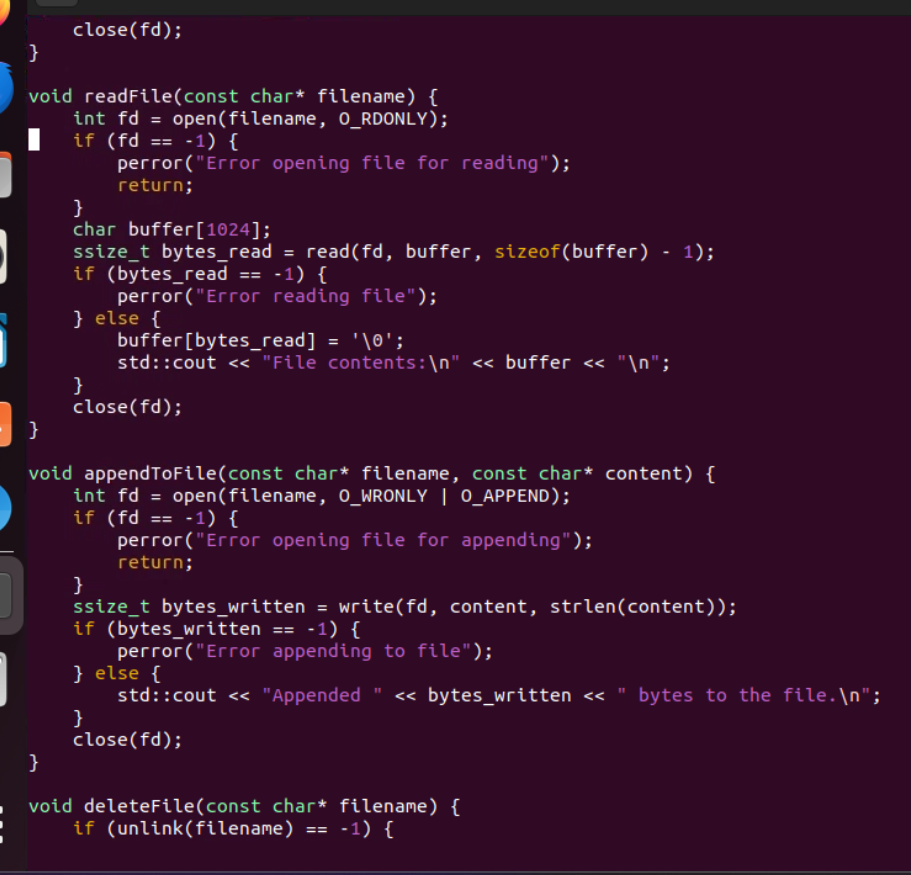 close(fd);
}

void readFile(const char* filename) {
    int fd = open(filename, O_RDONLY);
    if (fd == -1) {
        perror("Error opening file for reading");
        return;
    }
    char buffer[1024];
    ssize_t bytes_read = read(fd, buffer, sizeof(buffer) - 1);
    if (bytes_read == -1) {
        perror("Error reading file");
    } else {
        buffer[bytes_read] = '\0';
        std::cout << "File contents:\n" << buffer << "\n";
    }
    close(fd);
}

void appendToFile(const char* filename, const char* content) {
    int fd = open(filename, O_WRONLY | O_APPEND);
    if (fd == -1) {
        perror("Error opening file for appending");
        return;
    }
    ssize_t bytes_written = write(fd, content, strlen(content));
    if (bytes_written == -1) {
        perror("Error appending to file");
    } else {
        std::cout << "Appended " << bytes_written << " bytes to the file.\n";
    }
    close(fd);
}

void deleteFile(const char* filename) {
    if (unlink(filename) == -1) {